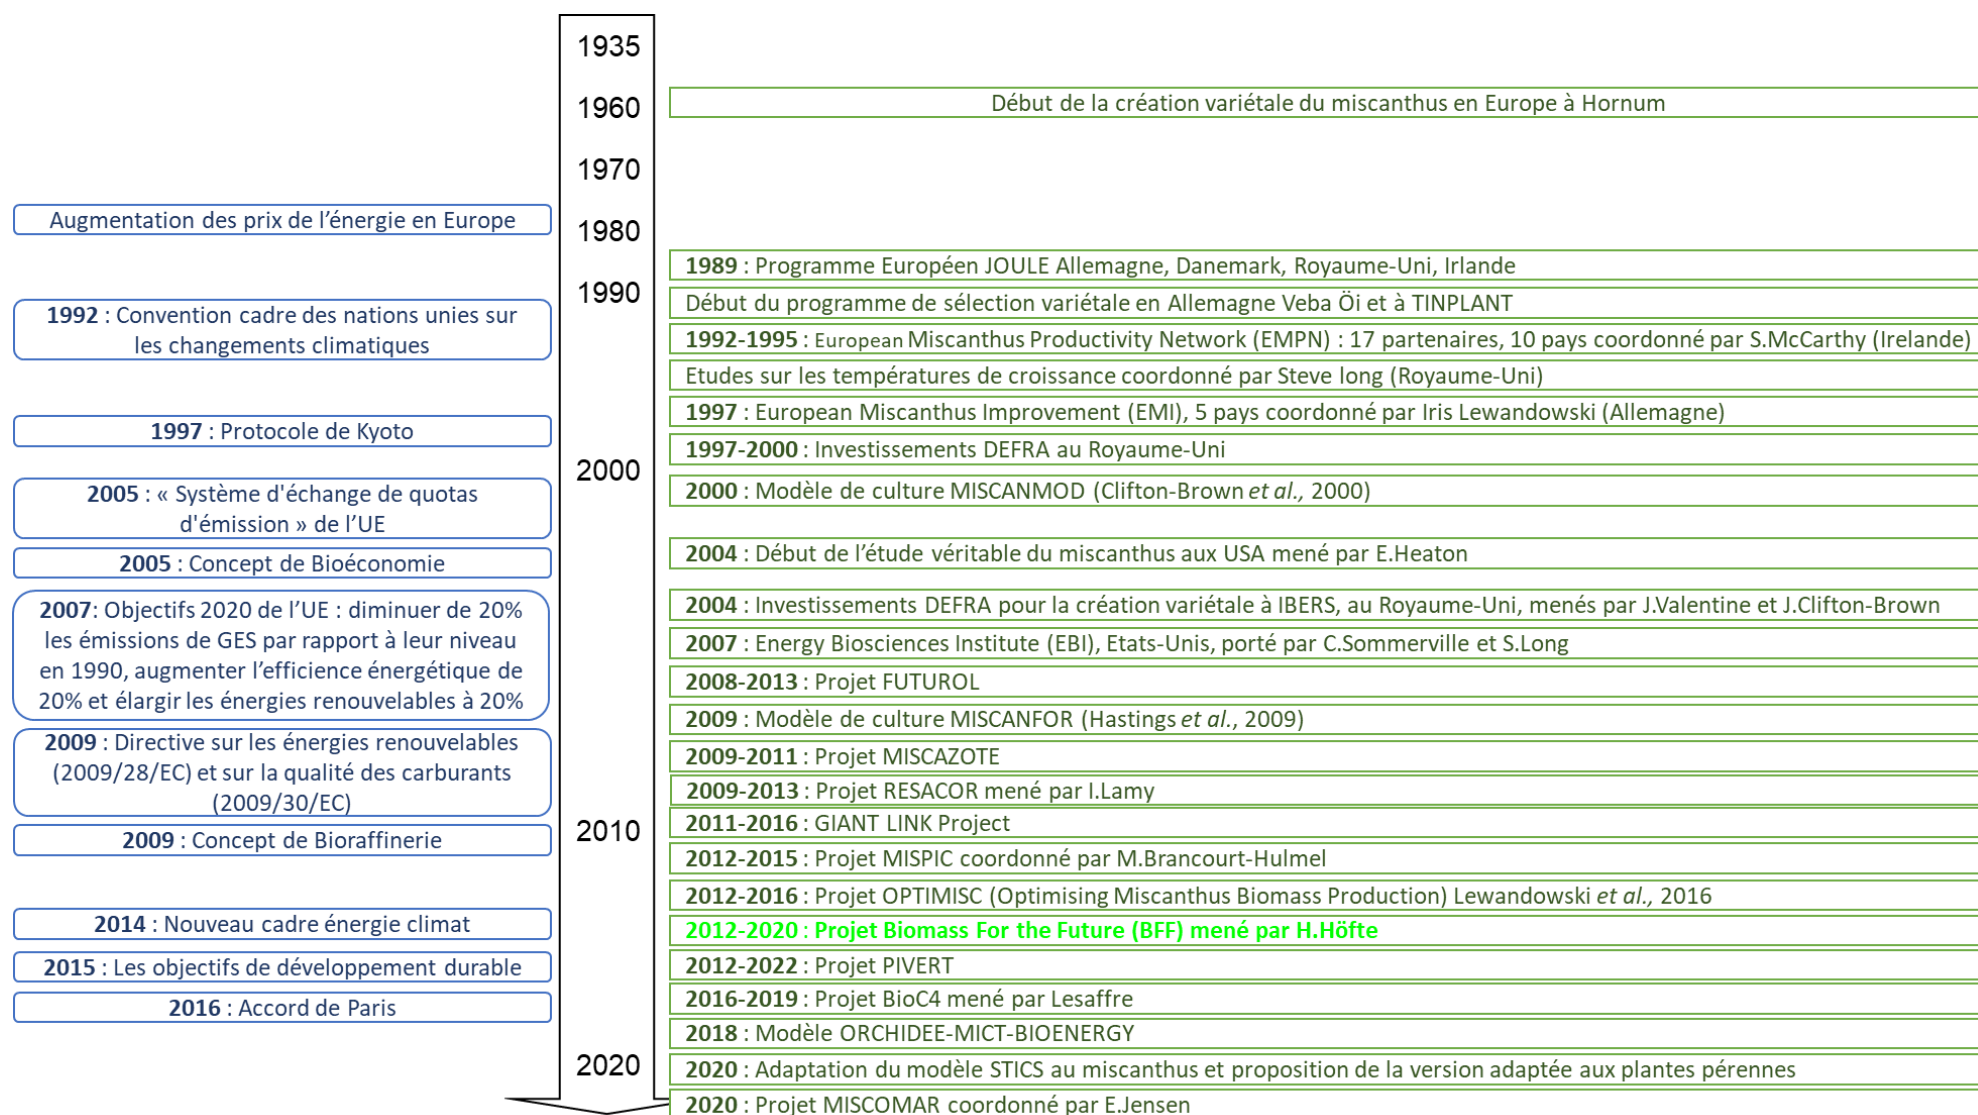 1935
1960
1970
1980
1990
2000
2010
2020
Augmentation des prix de l'énergie en Europe
1992 : Convention cadre des nations unies sur
les changements climatiques
1997 : Protocole de Kyoto
2005 : « Système d'échange de quotas
d'émission » de l'UE
2005 : Concept de Bioéconomie
2007: Objectifs 2020 de l'UE : diminuer de 20%
les émissions de GES par rapport à leur niveau
en 1990, augmenter l'efficience énergétique de
20% et élargir les énergies renouvelables à 20%
2009 : Directive sur les énergies renouvelables
(2009/28/EC) et sur la qualité des carburants
(2009/30/EC)
2009 : Concept de Bioraffinerie
2014 : Nouveau cadre énergie climat
2015 : Les objectifs de développement durable
2016 : Accord de Paris
Début de la création variétale du miscanthus en Europe à Hornum
1989 : Programme Européen JOULE Allemagne, Danemark, Royaume-Uni, Irlande
Début du programme de sélection variétale en Allemagne Veba Öi et à TINPLANT
1992-1995 : European Miscanthus Productivity Network (EMPN) : 17 partenaires, 10 pays coordonné par S.McCarthy (Irelande)
Etudes sur les températures de croissance coordonné par Steve long (Royaume-Uni)
1997 : European Miscanthus Improvement (EMI), 5 pays coordonné par Iris Lewandowski (Allemagne)
1997-2000 : Investissements DEFRA au Royaume-Uni
2000 : Modèle de culture MISCANMOD (Clifton-Brown et al., 2000)
2004 : Début de l'étude véritable du miscanthus aux USA mené par E.Heaton
2004 : Investissements DEFRA pour la création variétale à IBERS, au Royaume-Uni, menés par J.Valentine et J.Clifton-Brown
2007 : Energy Biosciences Institute (EBI), Etats-Unis, porté par C.Sommerville et S.Long
2008-2013 : Projet FUTUROL
2009 : Modèle de culture MISCANFOR (Hastings et al., 2009)
2009-2011 : Projet MISCAZOTE
2009-2013 : Projet RESACOR mené par I.Lamy
2011-2016 : GIANT LINK Project
2012-2015 : Projet MISPIC coordonné par M.Brancourt-Hulmel
2012-2016 : Projet OPTIMISC (Optimising Miscanthus Biomass Production) Lewandowski et al., 2016
2012-2020 : Projet Biomass For the Future (BFF) mené par H.Höfte
2012-2022 : Projet PIVERT
2016-2019 : Projet BioC4 mené par Lesaffre
2018 : Modèle ORCHIDEE-MICT-BIOENERGY
2020 : Adaptation du modèle STICS au miscanthus et proposition de la version adaptée aux plantes pérennes
2020 : Projet MISCOMAR coordonné par E.Jensen